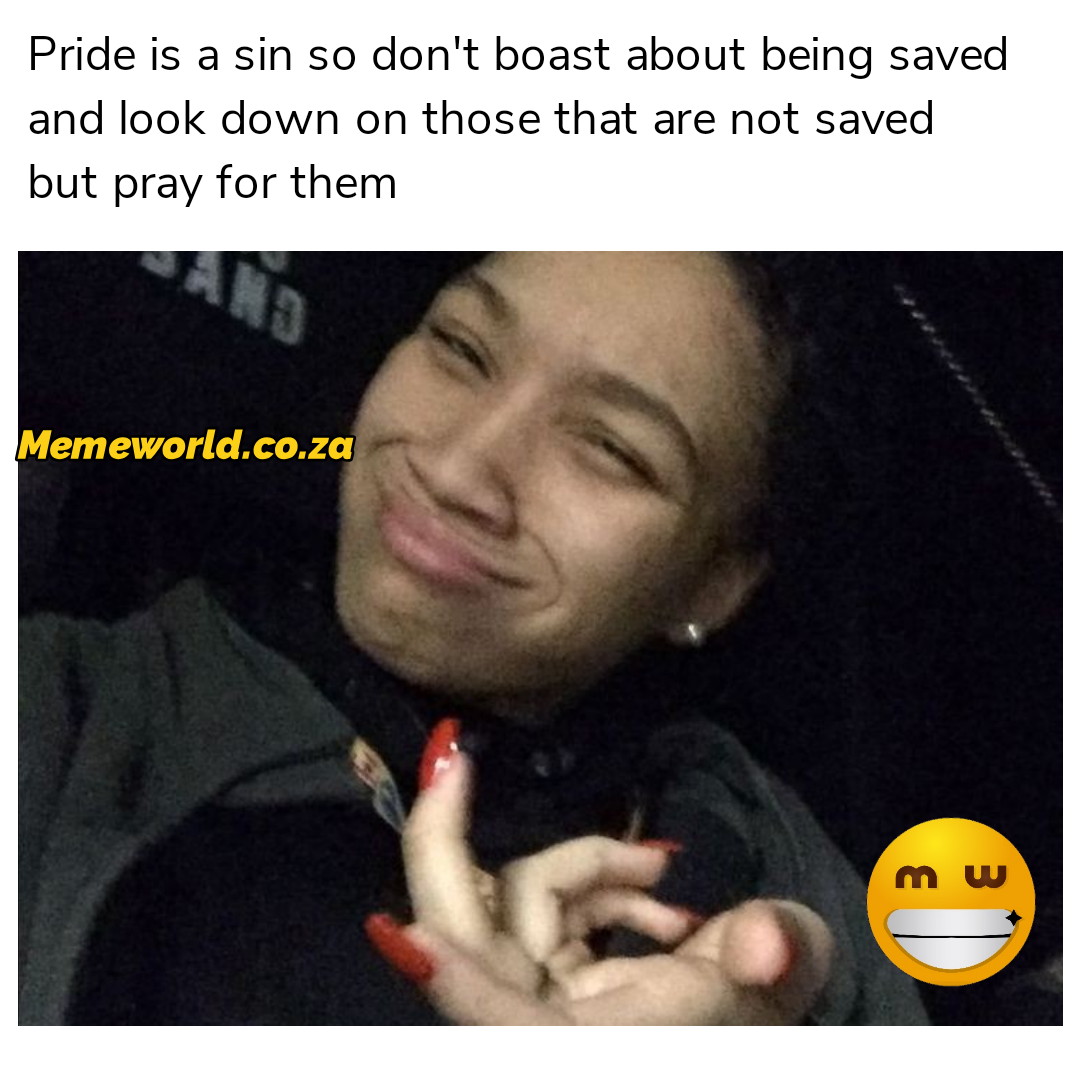 Pride is a sin so don't boast about being saved
and look down on those that are not saved
but pray for them
Memeworld.co.za
m w